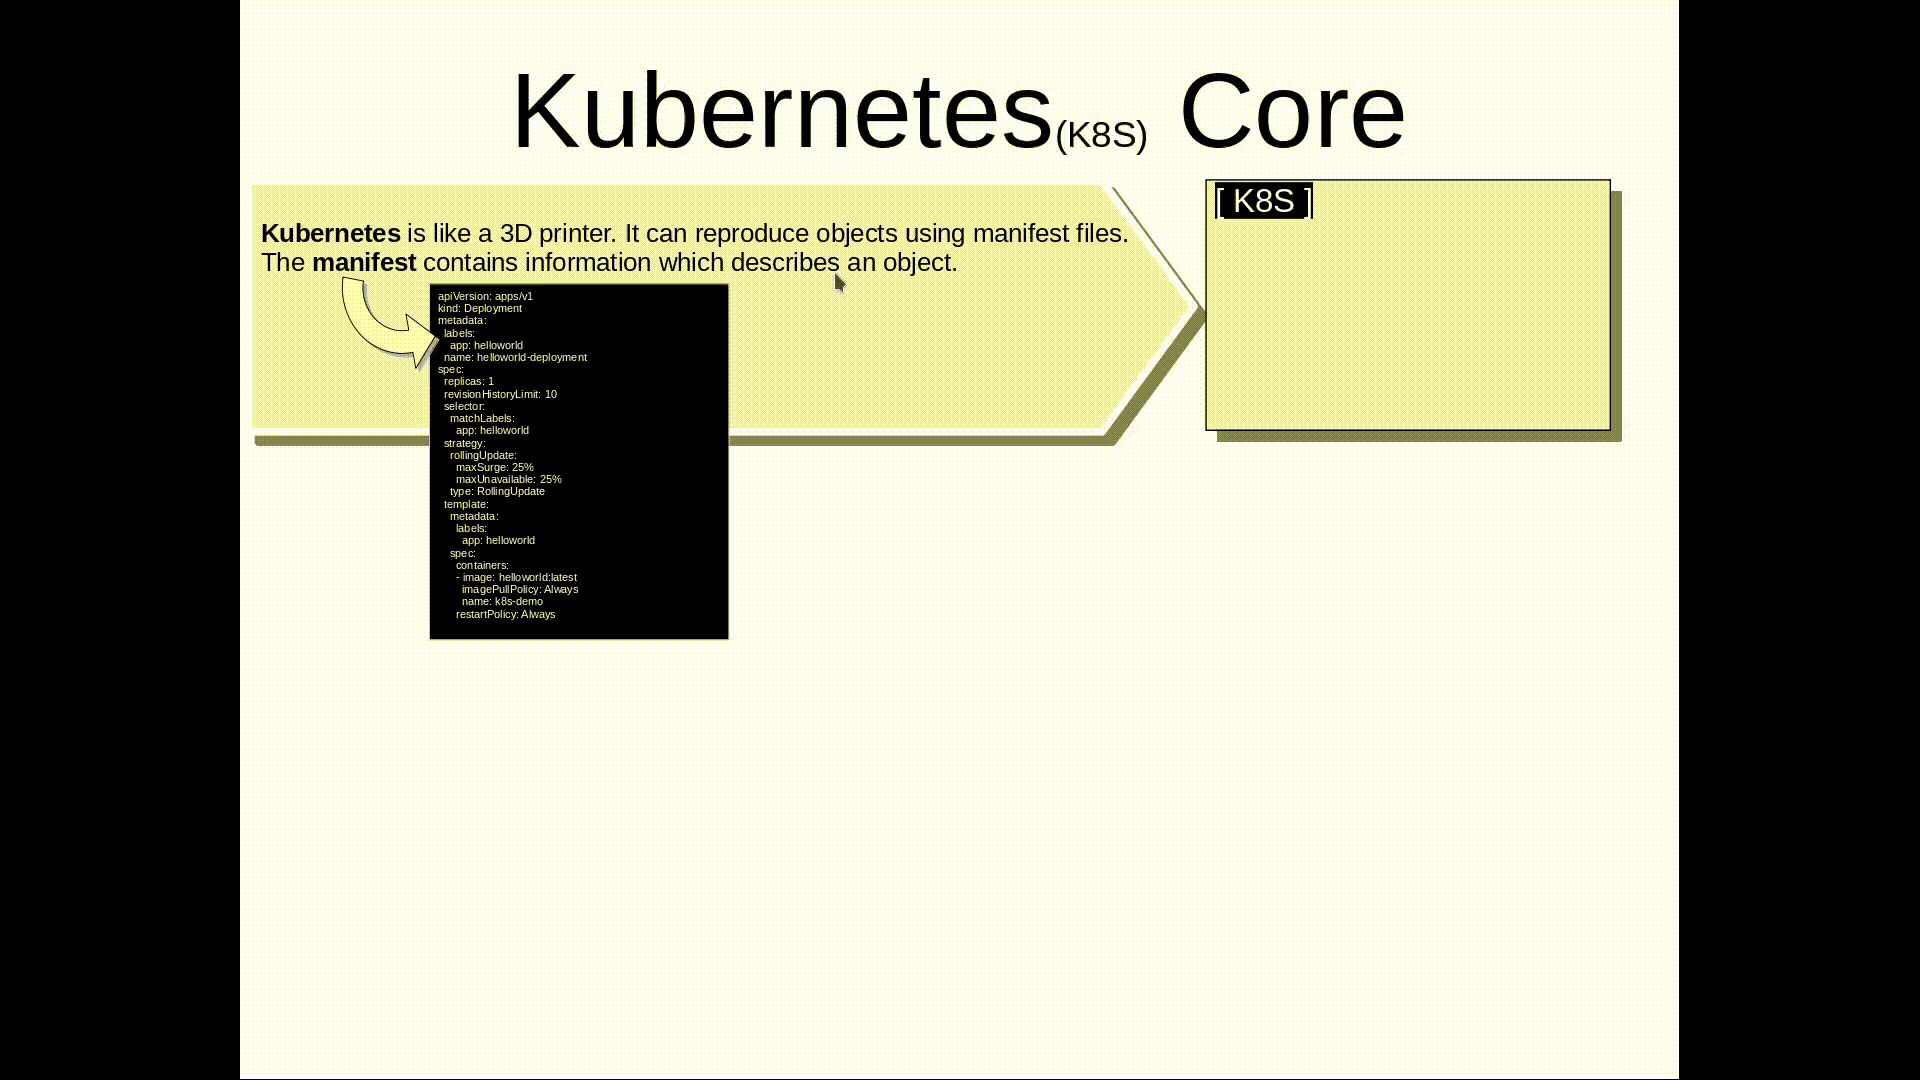 Kubernetes(K8S) Core
Kubernetes is like a 3D printer. It can reproduce objects using manifest files.
The manifest contains information which describes an object.
[ K8S ]
apiVersion: apps/v1
kind: Deployment
metadata:
  labels:
    app: helloworld
  name: helloworld-deployment
spec:
  replicas: 1
  revisionHistoryLimit: 10
  selector:
    matchLabels:
      app: helloworld
  strategy:
    rollingUpdate:
      maxSurge: 25%
      maxUnavailable: 25%
    type: RollingUpdate
  template:
    metadata:
      labels:
        app: helloworld
    spec:
      containers:
      - image: helloworld:latest
        imagePullPolicy: Always
        name: k8s-demo
      restartPolicy: Always